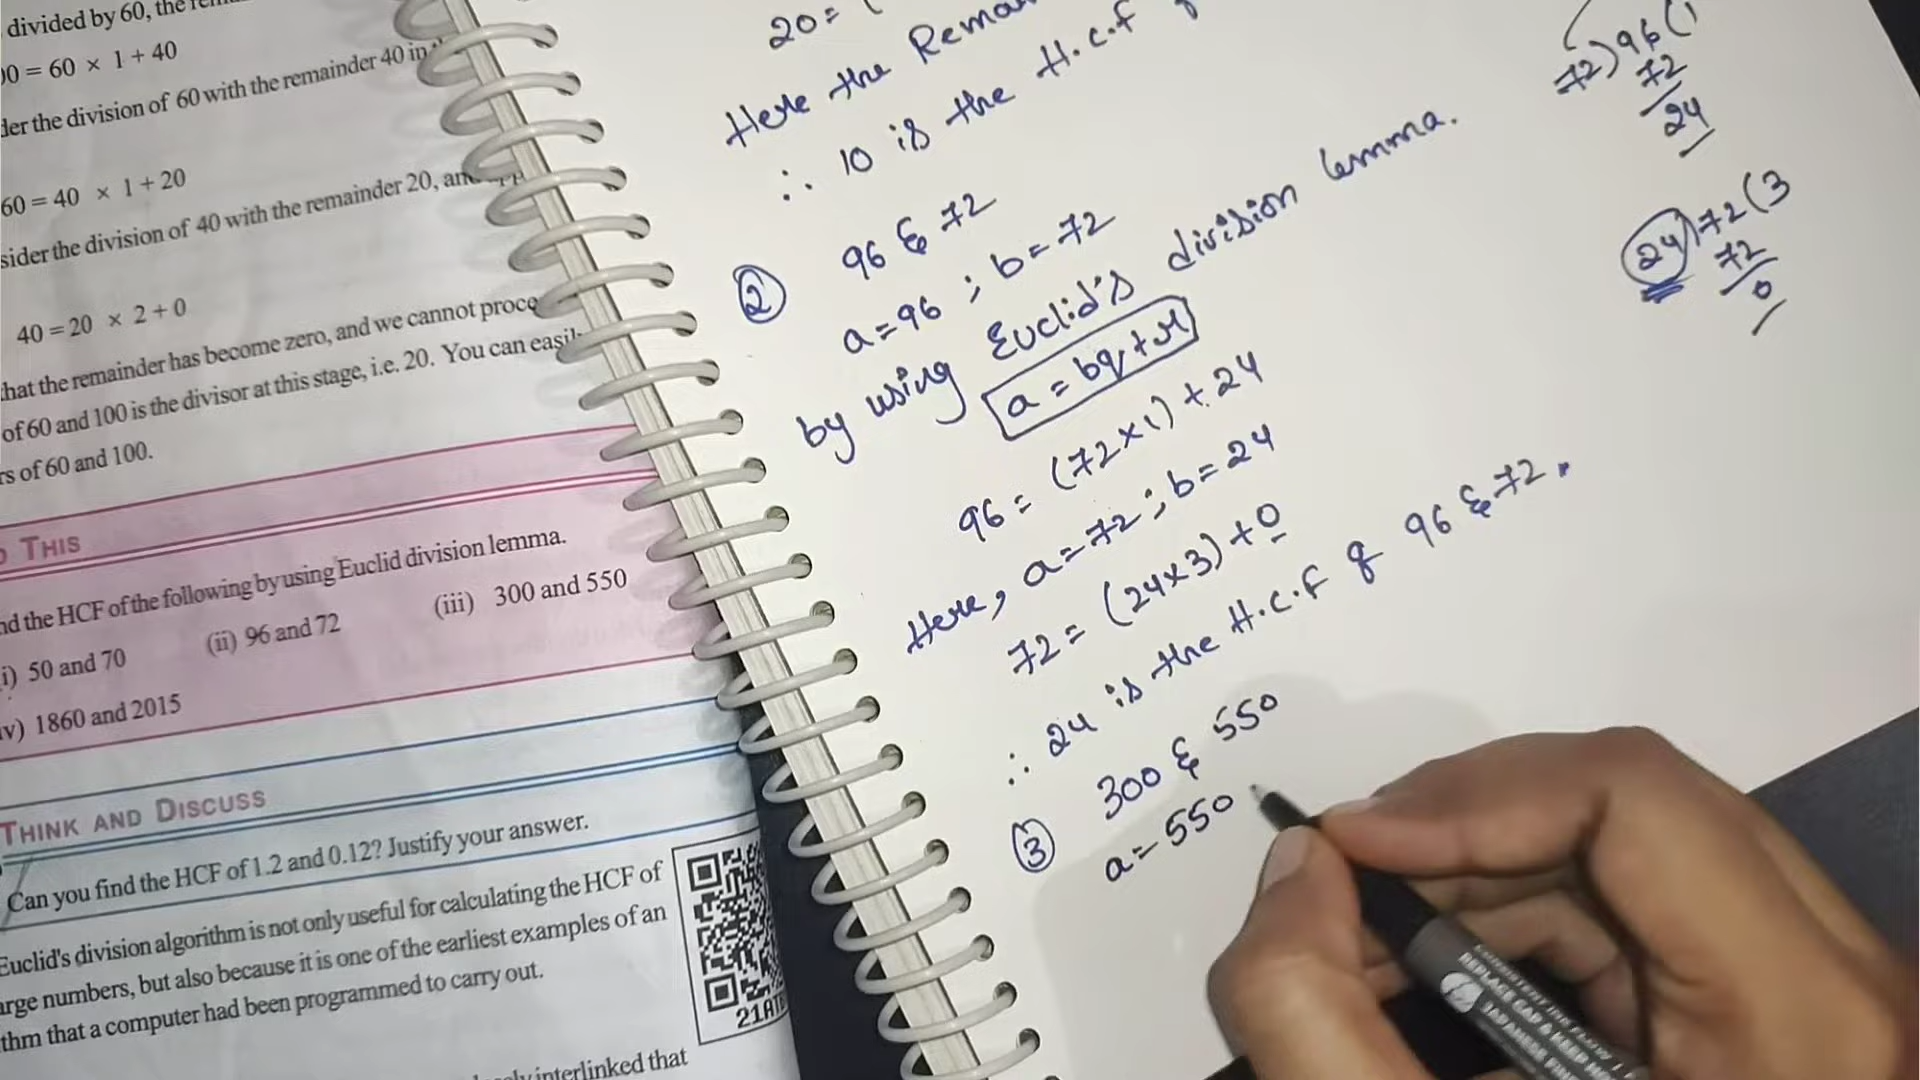 divided by 60, the
00 = 60 × 1 + 40
der the division of 60 with the remainder 40 in
60 = 40 × 1 + 20
sider the division of 40 with the remainder 20, and
40 = 20 × 2 + 0
that the remainder has become zero, and we cannot proce
of 60 and 100 is the divisor at this stage, i.e. 20. You can easil
rs of 60 and 100.
THIS
nd the HCF of the following by using Euclid division lemma.
i) 50 and 70 (ii) 96 and 72 (iii) 300 and 550
iv) 1860 and 2015
THINK AND DISCUSS
Can you find the HCF of 1.2 and 0.12? Justify your answer.
Euclid's division algorithm is not only useful for calculating the HCF of
arge numbers, but also because it is one of the earliest examples of an
thm that a computer had been programmed to carry out.
interlinked that
20 = (
Here the Rema
∴ 10 is the H.C.f
② 96 & 72
a = 96 ; b = 72
by using Euclid's division lemma.
a = bq + r
96 = (72×1) + 24
Here, a = 72 ; b = 24
72 = (24×3) + 0
∴ 24 is the H.C.F of 96 & 72.
③ 300 & 550
a = 550
72)96(1
72
24
24)72(3
72
0
REPLACE CAP & KEEP